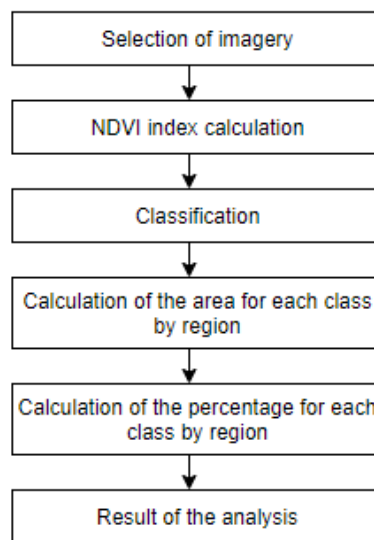 Selection of imagery
NDVI index calculation
Classification
Calculation of the area for each class
by region
Calculation of the percentage for each
class by region
Result of the analysis